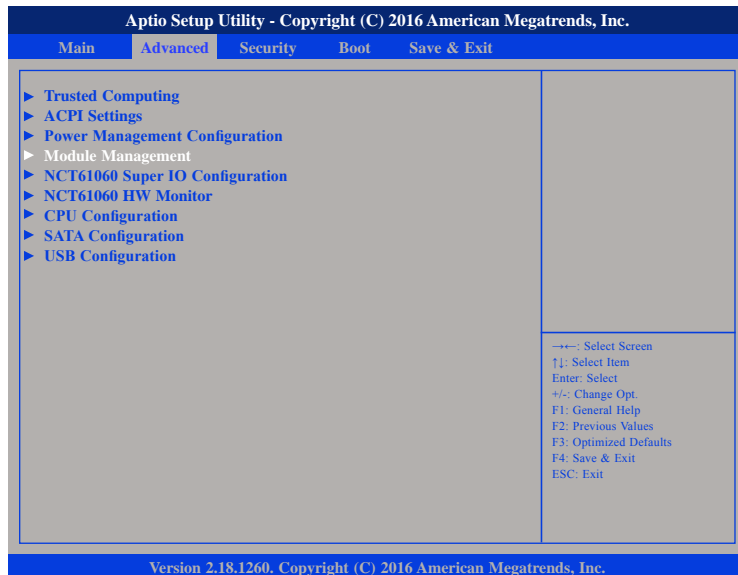 Aptio Setup Utility - Copyright (C) 2016 American Megatrends, Inc.
Main Advanced Security Boot Save & Exit
► Trusted Computing
► ACPI Settings
► Power Management Configuration
► Module Management
► NCT61060 Super IO Configuration
► NCT61060 HW Monitor
► CPU Configuration
► SATA Configuration
► USB Configuration
→←: Select Screen
↑↓: Select Item
Enter: Select
+/-: Change Opt.
F1: General Help
F2: Previous Values
F3: Optimized Defaults
F4: Save & Exit
ESC: Exit
Version 2.18.1260. Copyright (C) 2016 American Megatrends, Inc.